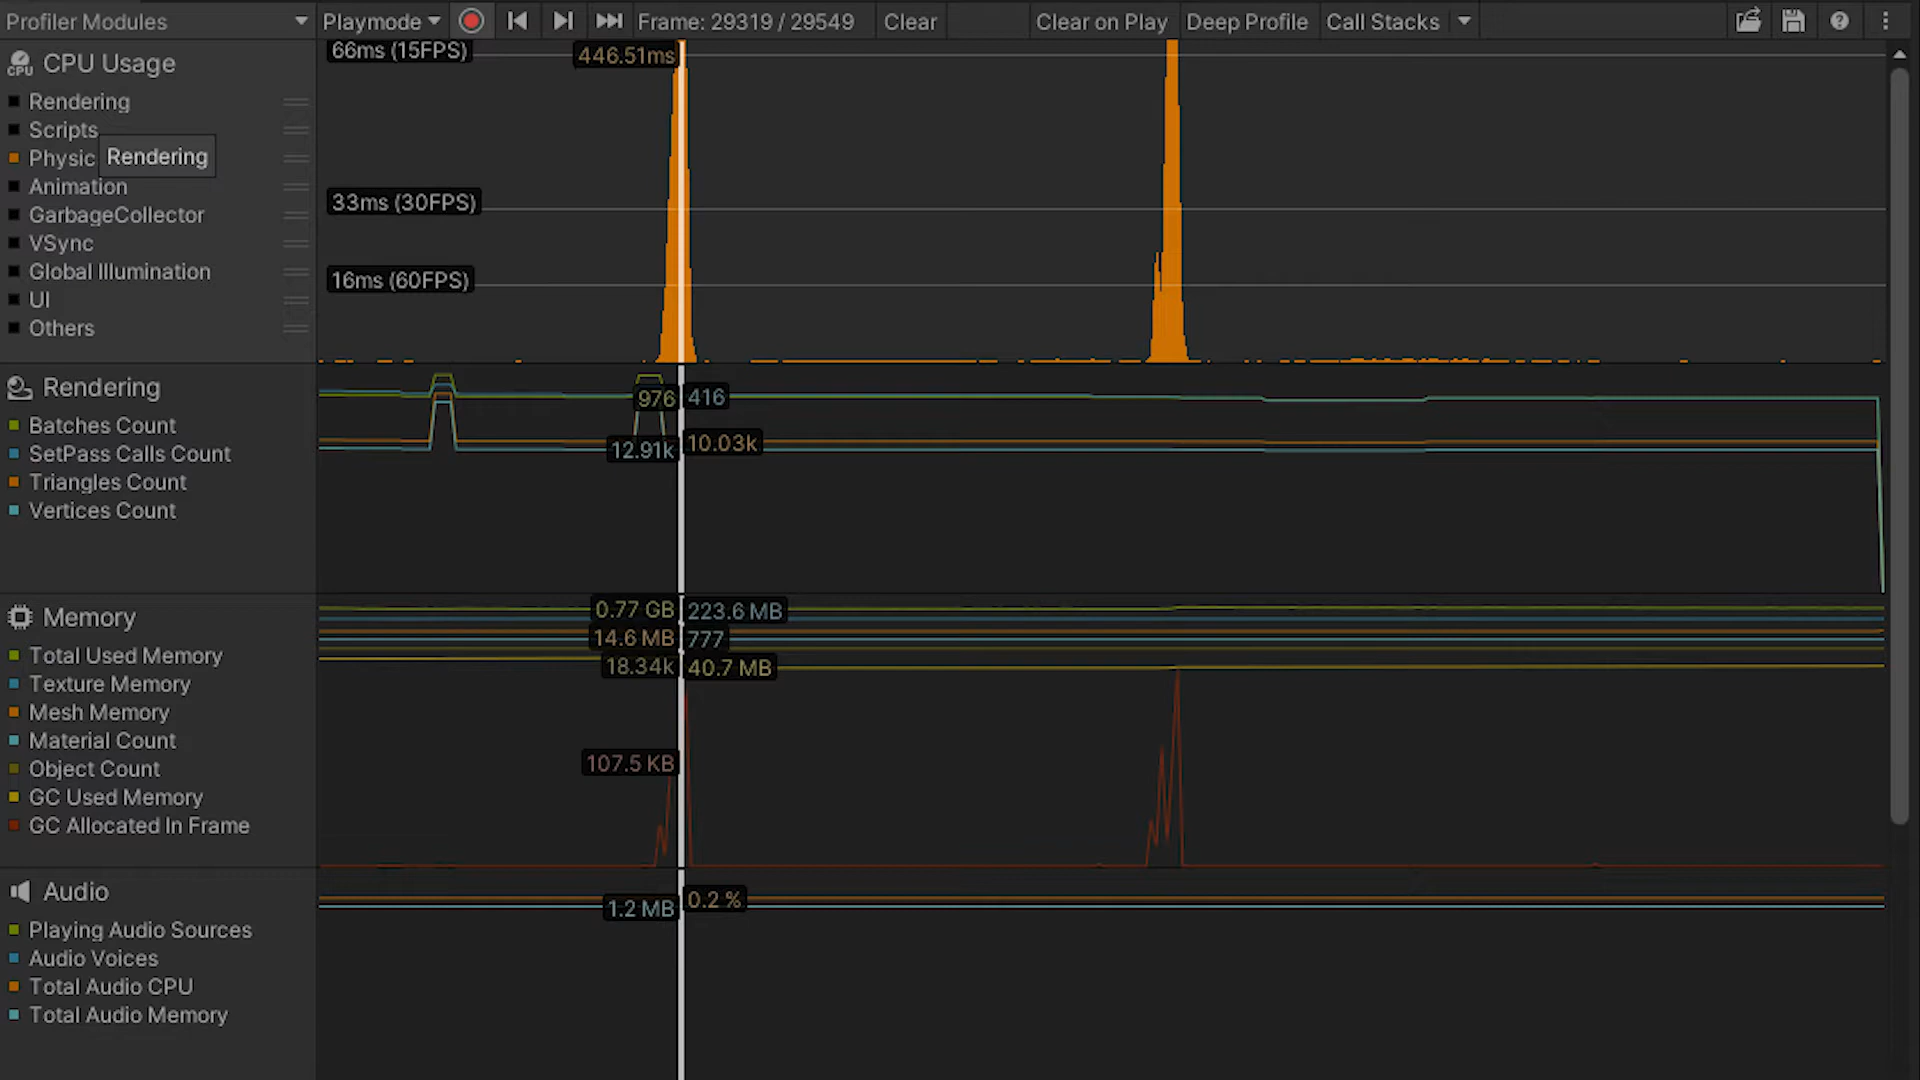 Profiler Modules
Playmode
Frame: 29319 / 29549
Clear
Clear on Play
Deep Profile
Call Stacks
CPU Usage
Rendering
Scripts
Physic
Rendering
Animation
GarbageCollector
VSync
Global Illumination
UI
Others
66ms (15FPS)
446.51ms
33ms (30FPS)
16ms (60FPS)
Rendering
Batches Count
SetPass Calls Count
Triangles Count
Vertices Count
976
416
12.91k
10.03k
Memory
Total Used Memory
Texture Memory
Mesh Memory
Material Count
Object Count
GC Used Memory
GC Allocated In Frame
0.77 GB
223.6 MB
14.6 MB
777
18.34k
40.7 MB
107.5 KB
Audio
Playing Audio Sources
Audio Voices
Total Audio CPU
Total Audio Memory
1.2 MB
0.2 %